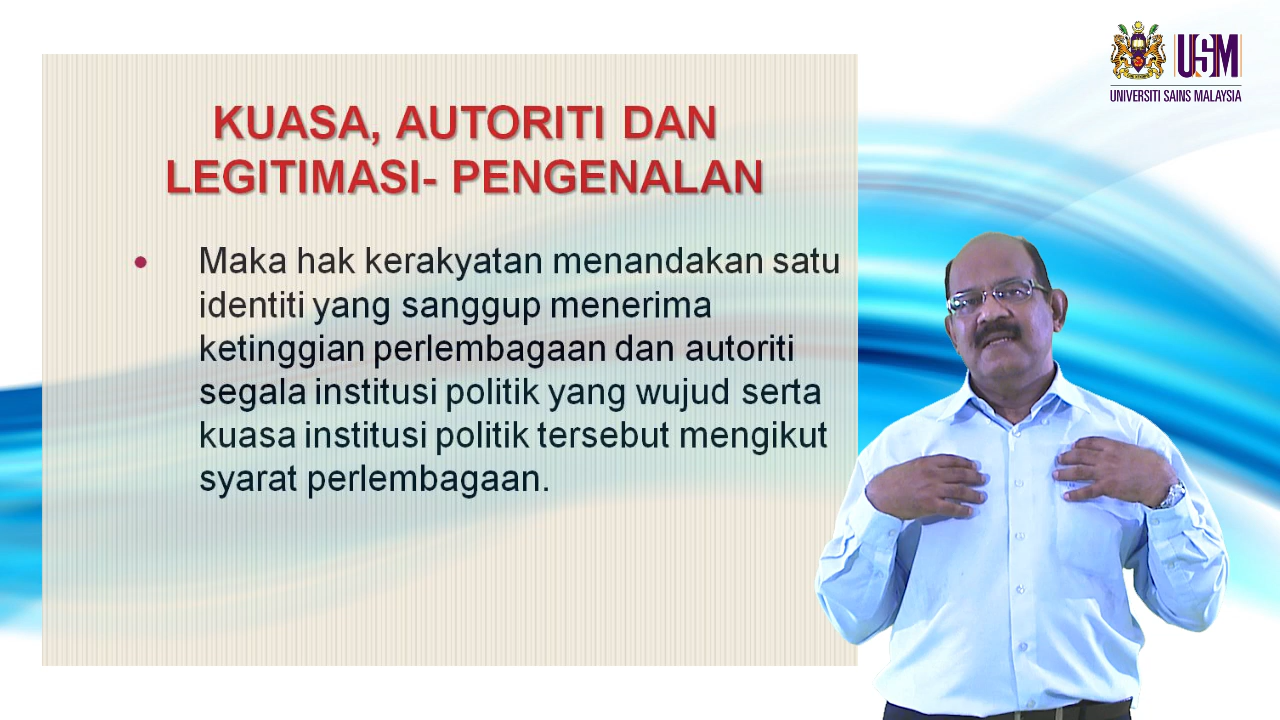 USM
UNIVERSITI SAINS MALAYSIA
KUASA, AUTORITI DAN
LEGITIMASI- PENGENALAN
• Maka hak kerakyatan menandakan satu
identiti yang sanggup menerima
ketinggian perlembagaan dan autoriti
segala institusi politik yang wujud serta
kuasa institusi politik tersebut mengikut
syarat perlembagaan.